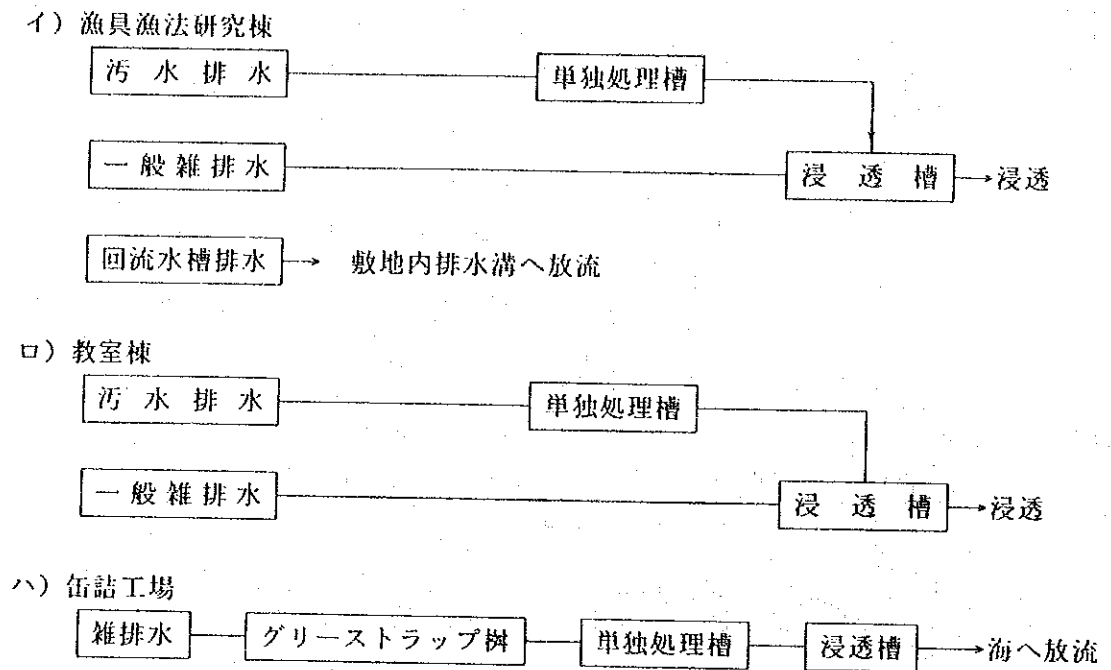 イ）漁具漁法研究棟
汚水排水 単独処理槽
一般雑排水 浸透槽 浸透
回流水槽排水 敷地内排水溝へ放流
ロ）教室棟
汚水排水 単独処理槽
一般雑排水 浸透槽 浸透
ハ）缶詰工場
雑排水 グリーストラップ桝 単独処理槽 浸透槽 海へ放流